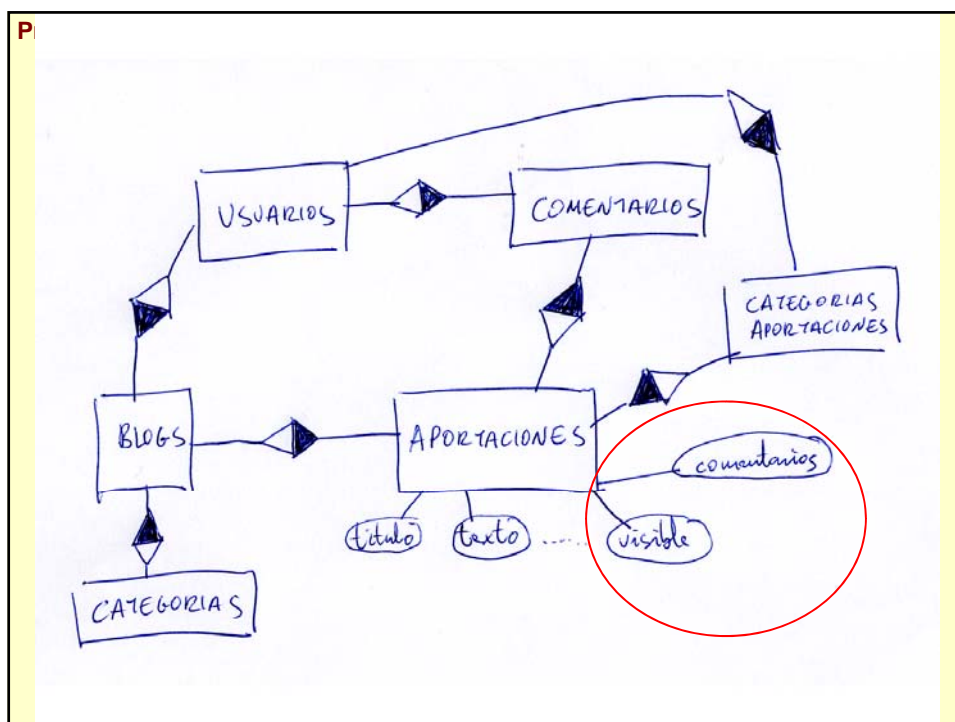 USUARIOS
COMENTARIOS
CATEGORIAS
APORTACIONES
BLOGS
APORTACIONES
comentarios
titulo
texto
visible
CATEGORIAS